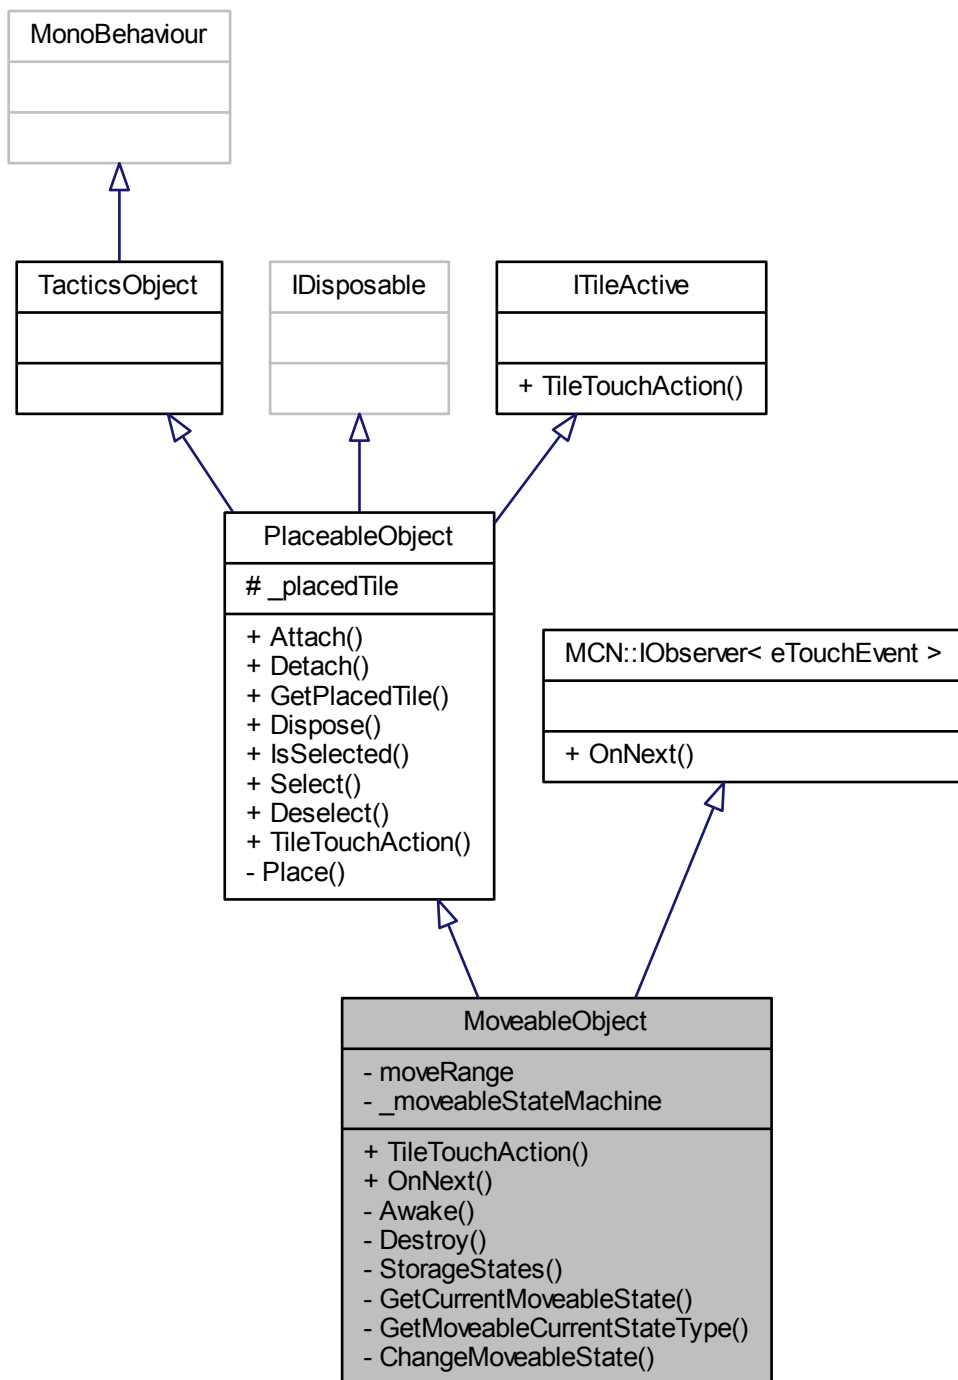 MonoBehaviour
TacticsObject
IDisposable
ITileActive
+ TileTouchAction()
PlaceableObject
# _placedTile
+ Attach()
+ Detach()
+ GetPlacedTile()
+ Dispose()
+ IsSelected()
+ Select()
+ Deselect()
+ TileTouchAction()
- Place()
MCN::IObserver< eTouchEvent >
+ OnNext()
MoveableObject
- moveRange
- _moveableStateMachine
+ TileTouchAction()
+ OnNext()
- Awake()
- Destroy()
- StorageStates()
- GetCurrentMoveableState()
- GetMoveableCurrentStateType()
- ChangeMoveableState()